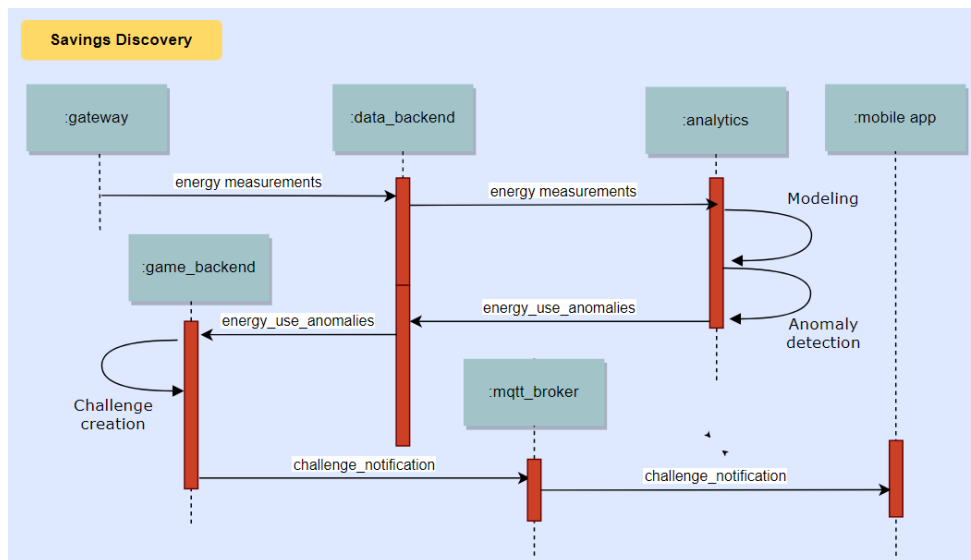 Savings Discovery
:gateway
:data_backend
:analytics
:mobile app
energy measurements
energy measurements
Modeling
:game_backend
energy_use_anomalies
energy_use_anomalies
Anomaly
detection
:mqtt_broker
Challenge
creation
challenge_notification
challenge_notification